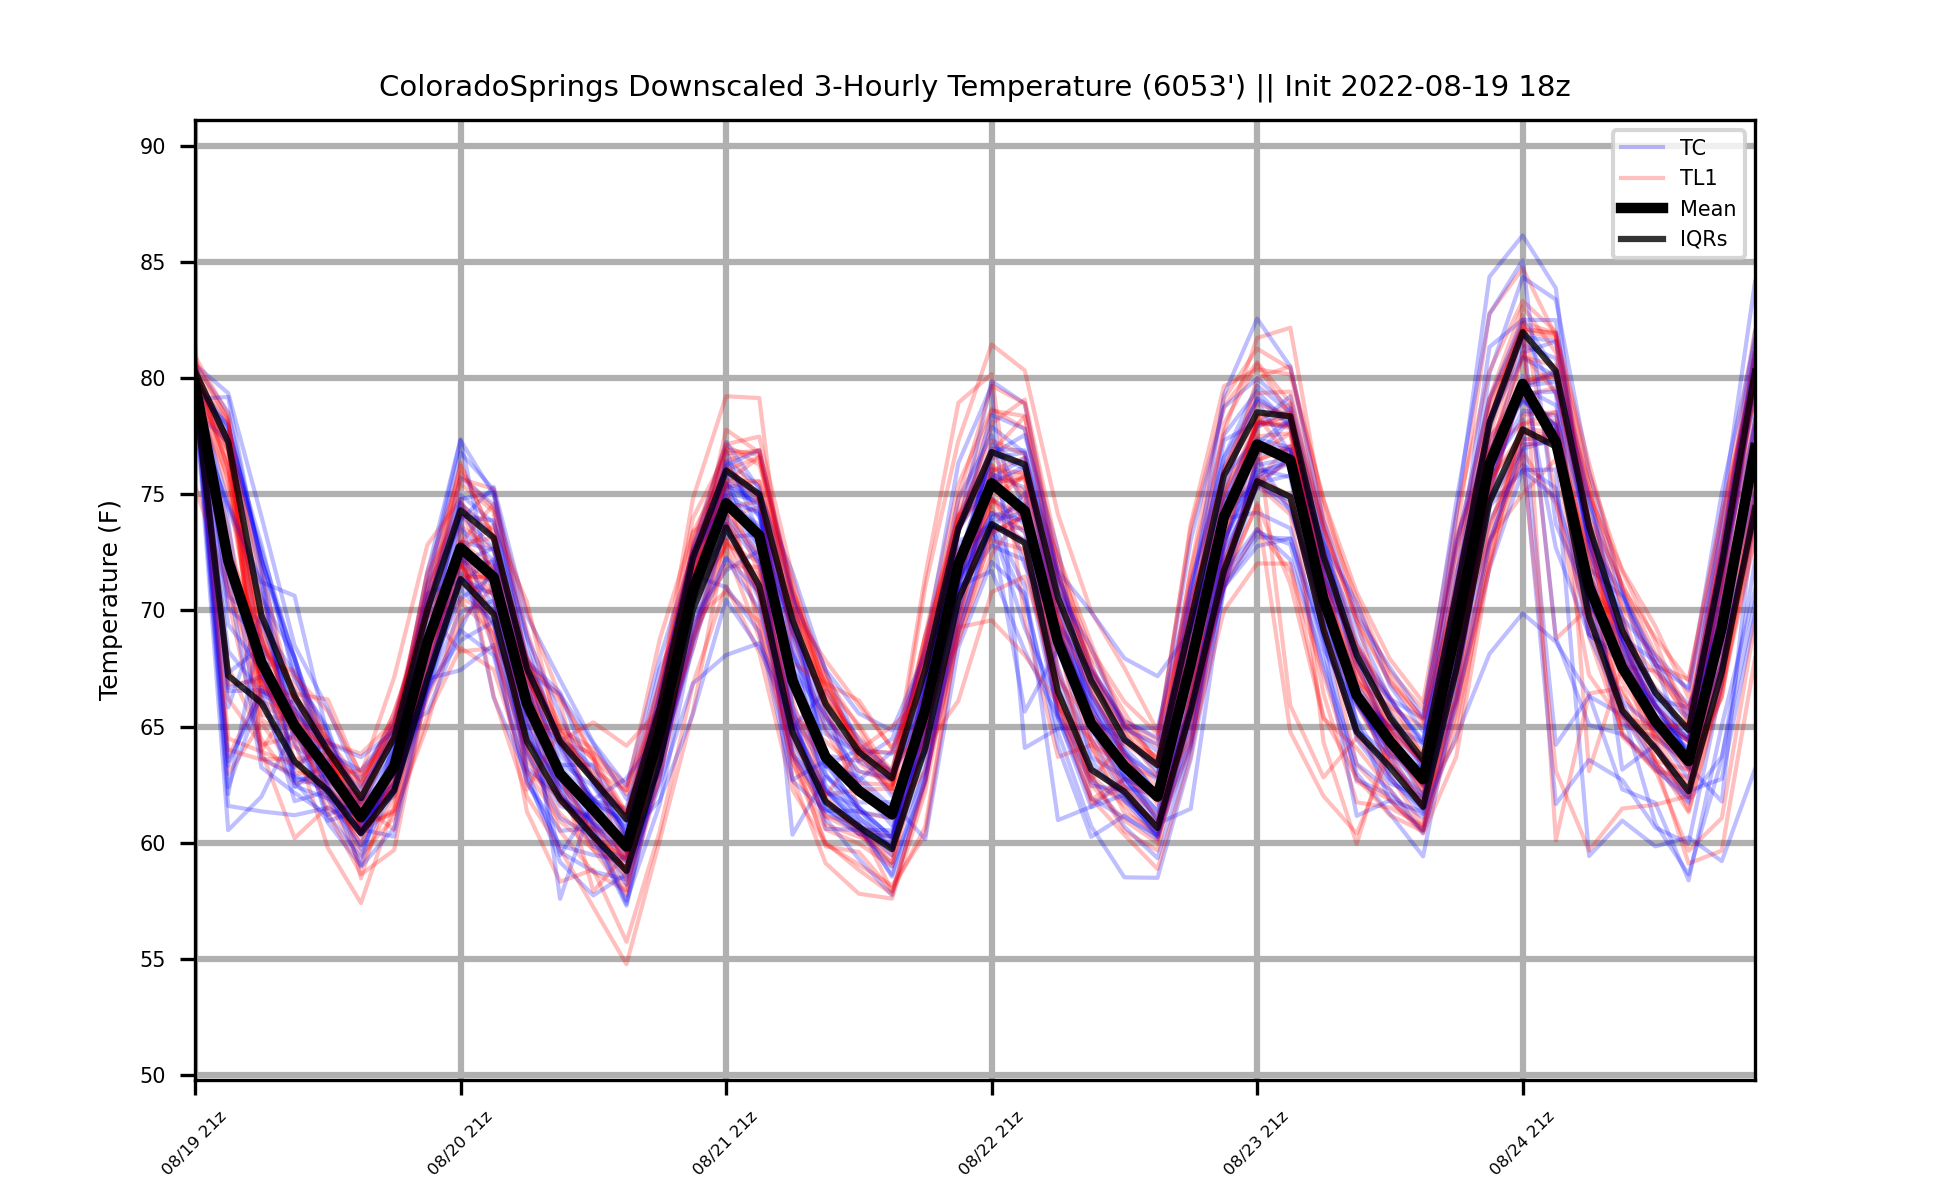 ColoradoSprings Downscaled 3-Hourly Temperature (6053') || Init 2022-08-19 18z
90
85
80
75
70
65
60
55
50
Temperature (F)
TC
TL1
Mean
IQRs
08/19 21z
08/20 21z
08/21 21z
08/22 21z
08/23 21z
08/24 21z